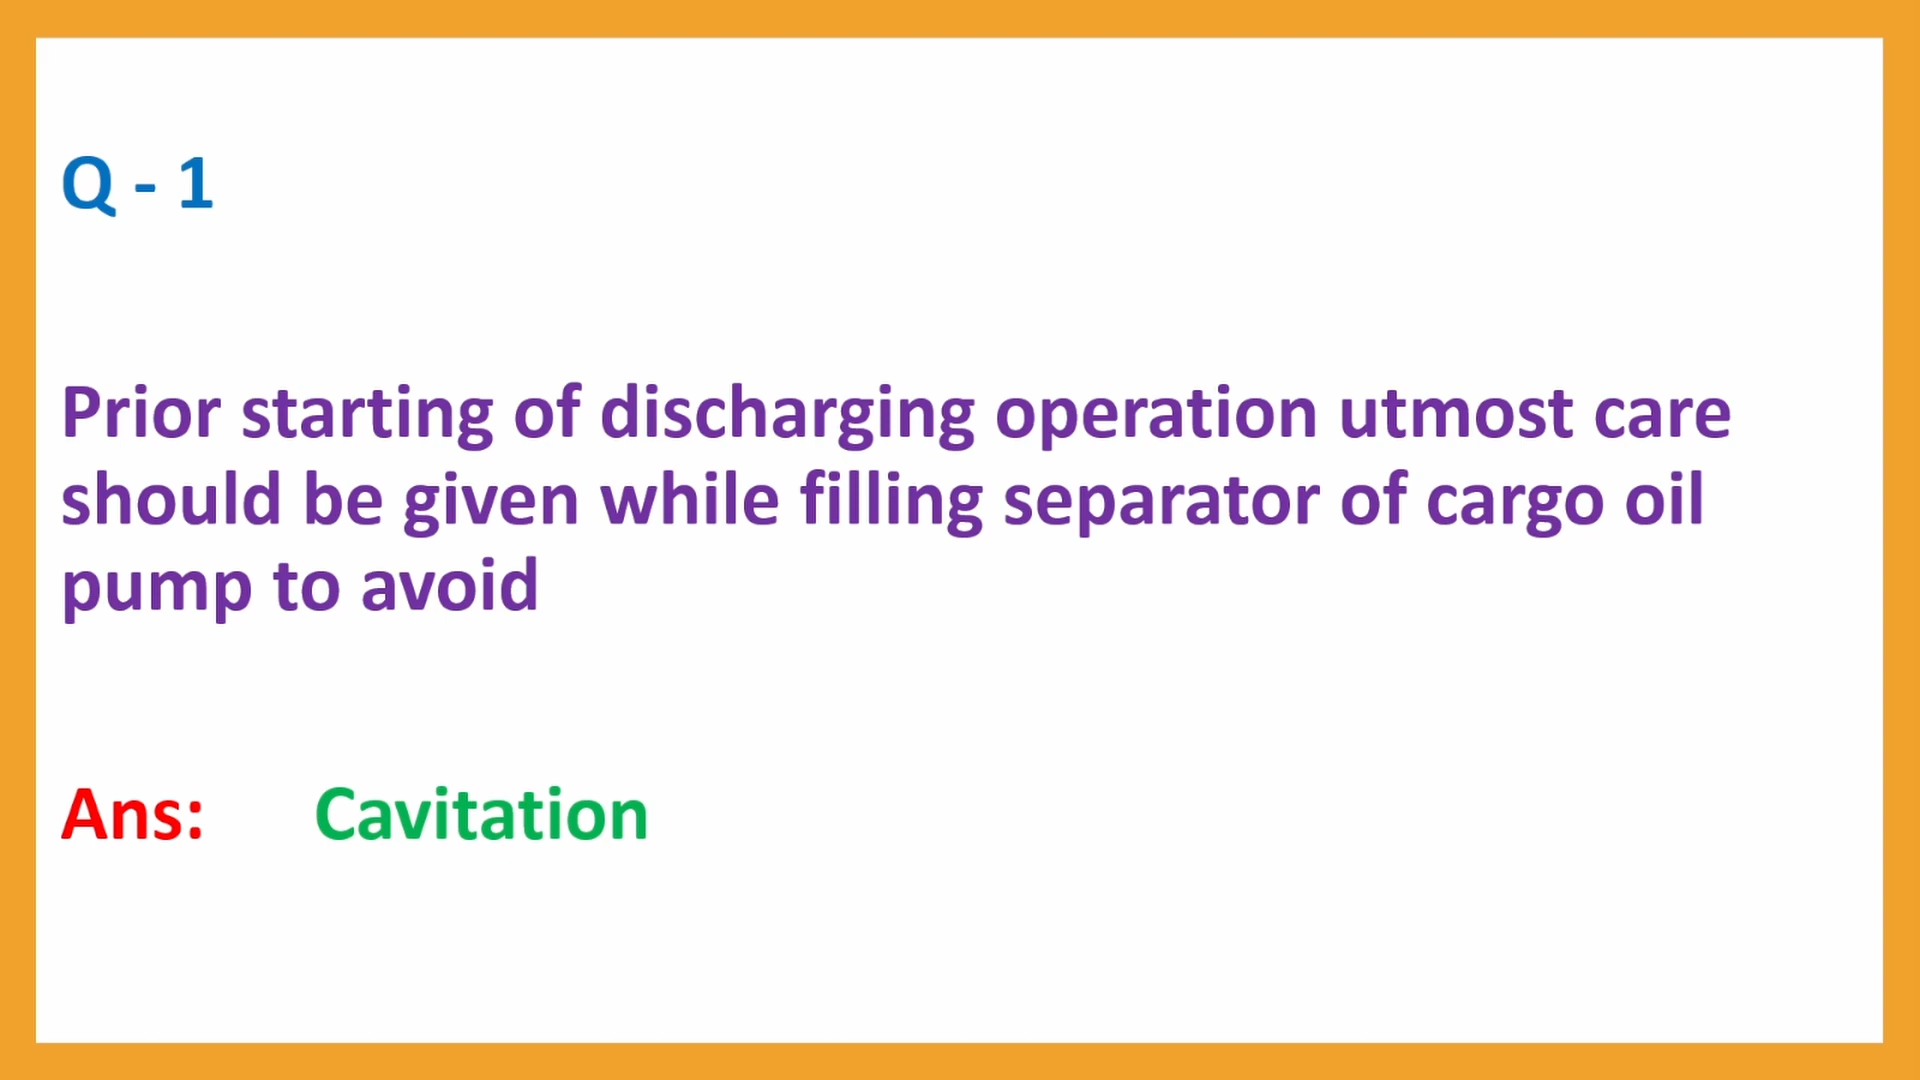 Q - 1
Prior starting of discharging operation utmost care
should be given while filling separator of cargo oil
pump to avoid
Ans: Cavitation